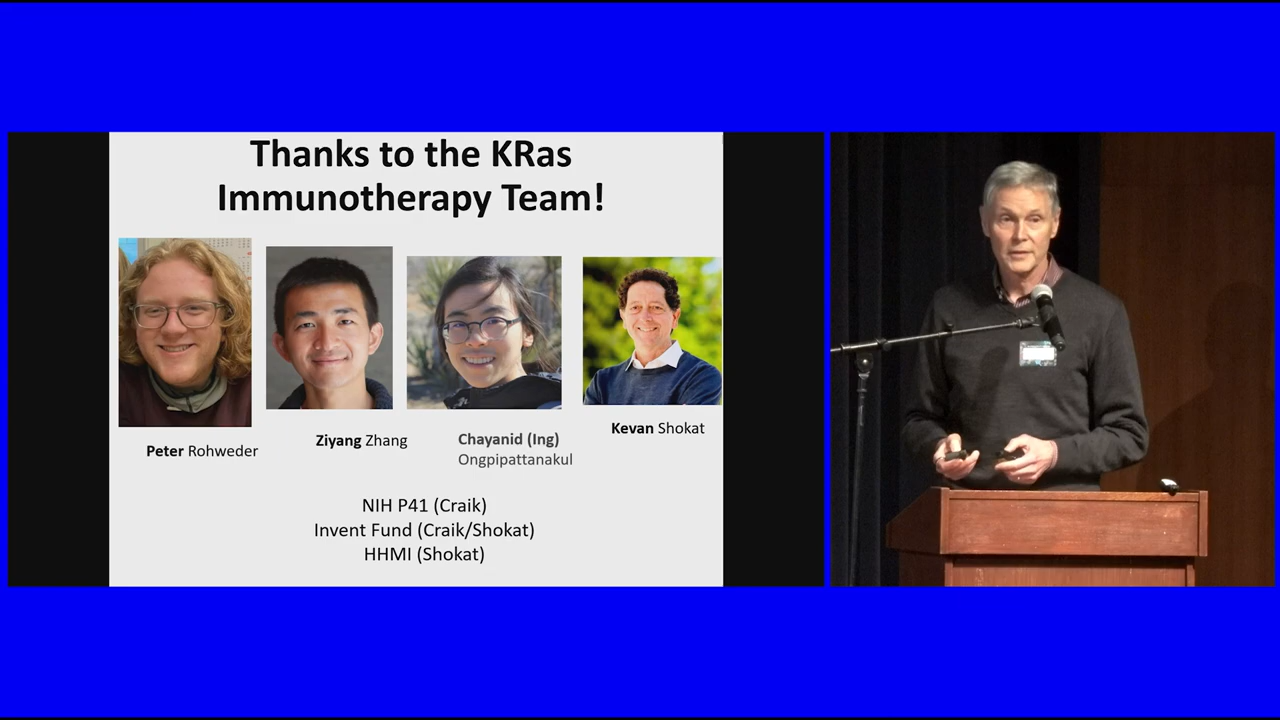 Thanks to the KRas
Immunotherapy Team!
Peter Rohweder
Ziyang Zhang
Chayanid (Ing)
Ongpipattanakul
Kevan Shokat
NIH P41 (Craik)
Invent Fund (Craik/Shokat)
HHMI (Shokat)